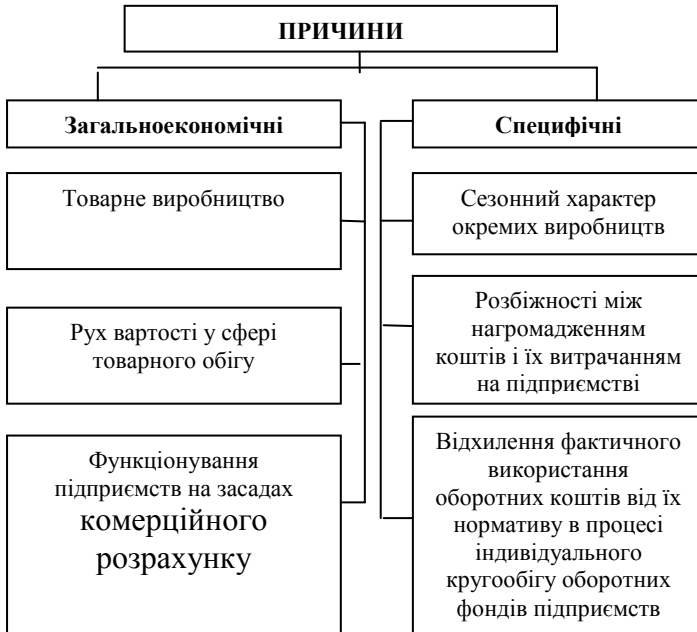 ПРИЧИНИ
Загальноекономічні
Товарне виробництво
Рух вартості у сфері
товарного обігу
Функціонування
підприємств на засадах
комерційного
розрахунку
Специфічні
Сезонний характер
окремих виробництв
Розбіжності між
нагромадженням
коштів і їх витрачанням
на підприємстві
Відхилення фактичного
використання
оборотних коштів від їх
нормативу в процесі
індивідуального
кругообігу оборотних
фондів підприємств